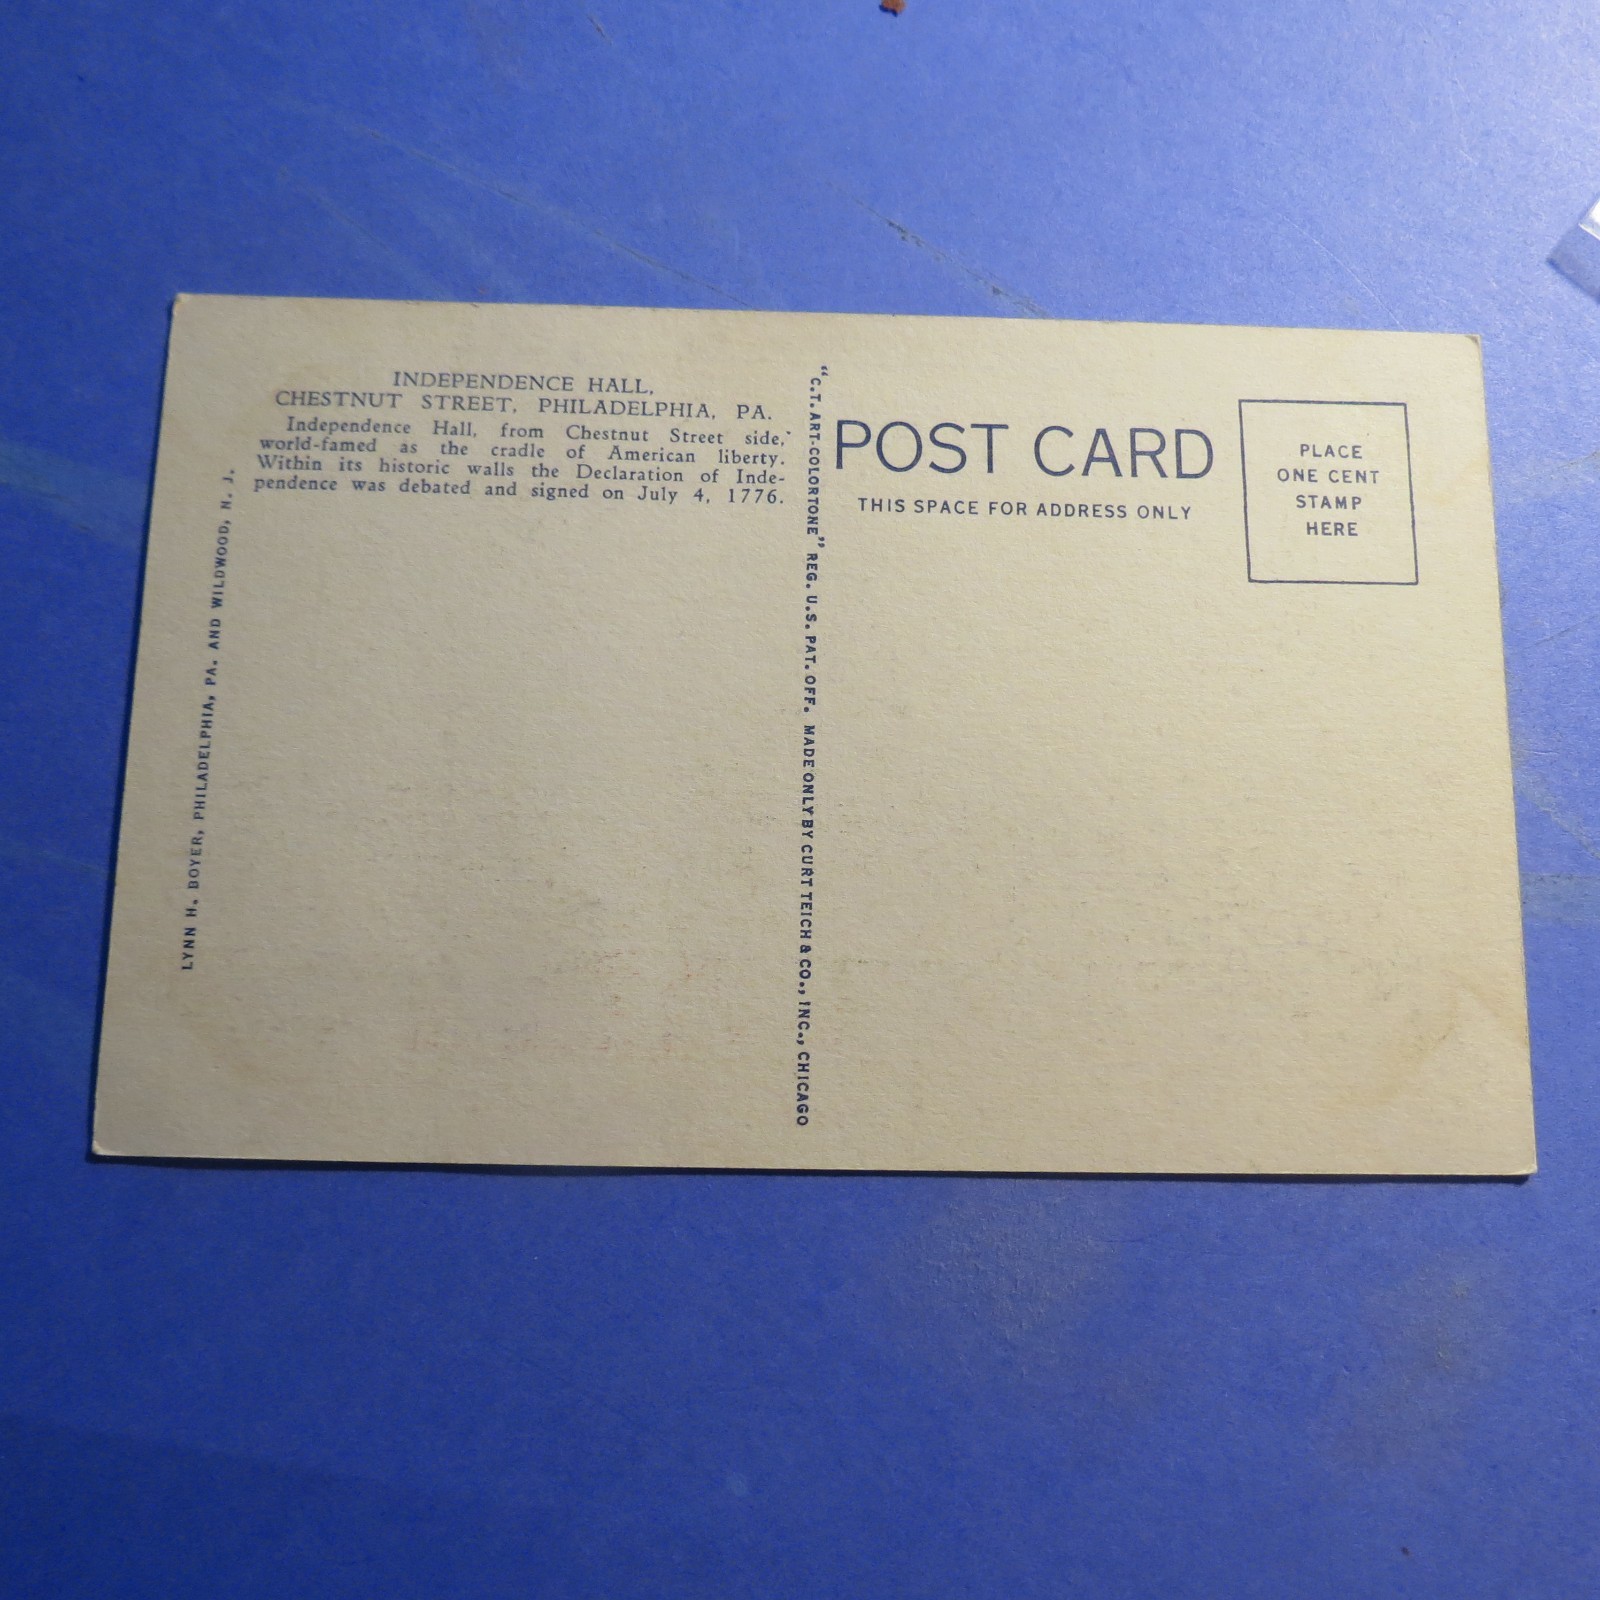 INDEPENDENCE HALL,
CHESTNUT STREET, PHILADELPHIA, PA.
Independence Hall, from Chestnut Street side,
world-famed as the cradle of American liberty.
Within its historic walls the Declaration of Inde-
pendence was debated and signed on July 4, 1776.
LYNN H. BOYER, PHILADELPHIA, PA. AND WILDWOOD, N. J.
"C.T. ART-COLORTONE" REG. U.S. PAT. OFF. MADE ONLY BY CURT TEICH & CO., INC., CHICAGO
POST CARD
THIS SPACE FOR ADDRESS ONLY
PLACE
ONE CENT
STAMP
HERE